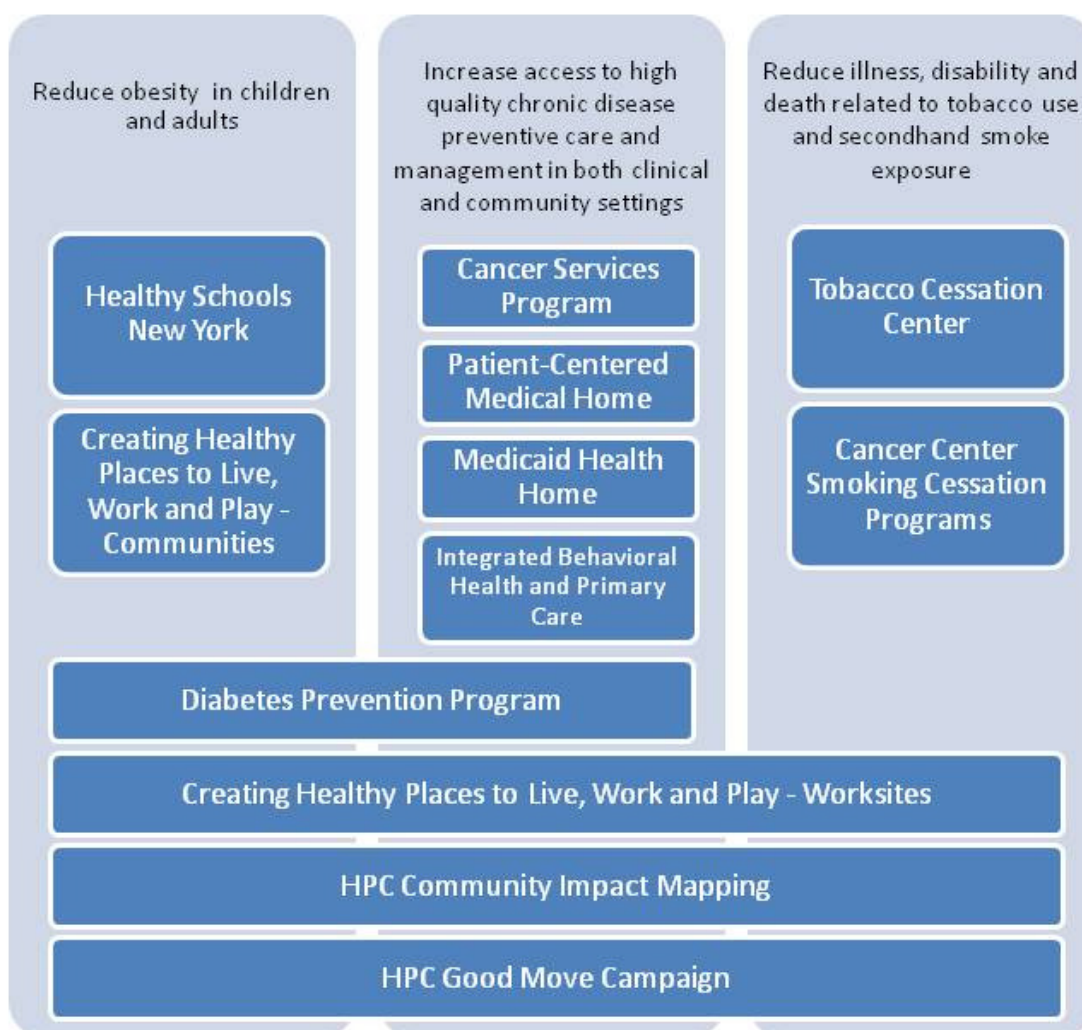 Reduce obesity in children
and adults
Healthy Schools
New York
Creating Healthy
Places to Live,
Work and Play -
Communities
Increase access to high
quality chronic disease
preventive care and
management in both clinical
and community settings
Cancer Services
Program
Patient-Centered
Medical Home
Medicaid Health
Home
Integrated Behavioral
Health and Primary
Care
Reduce illness, disability and
death related to tobacco use
and secondhand smoke
exposure
Tobacco Cessation
Center
Cancer Center
Smoking Cessation
Programs
Diabetes Prevention Program
Creating Healthy Places to Live, Work and Play - Worksites
HPC Community Impact Mapping
HPC Good Move Campaign